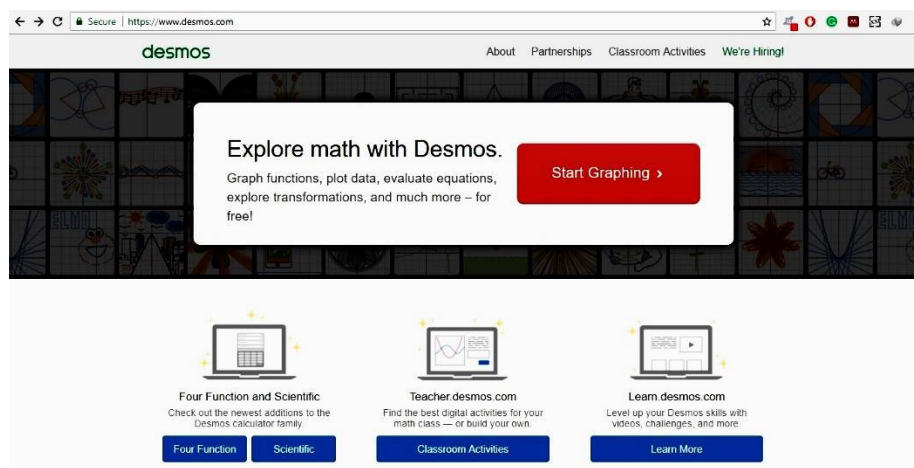 Secure | https://www.desmos.com
desmos
About Partnerships Classroom Activities We're Hiring!
Explore math with Desmos.
Graph functions, plot data, evaluate equations,
explore transformations, and much more – for
free!
Start Graphing ›
ELMO
Four Function and Scientific
Check out the newest additions to the
Desmos calculator family.
Four Function Scientific
Teacher.desmos.com
Find the best digital activities for your
math class — or build your own.
Classroom Activities
Learn.desmos.com
Level up your Desmos skills with
videos, challenges, and more.
Learn More